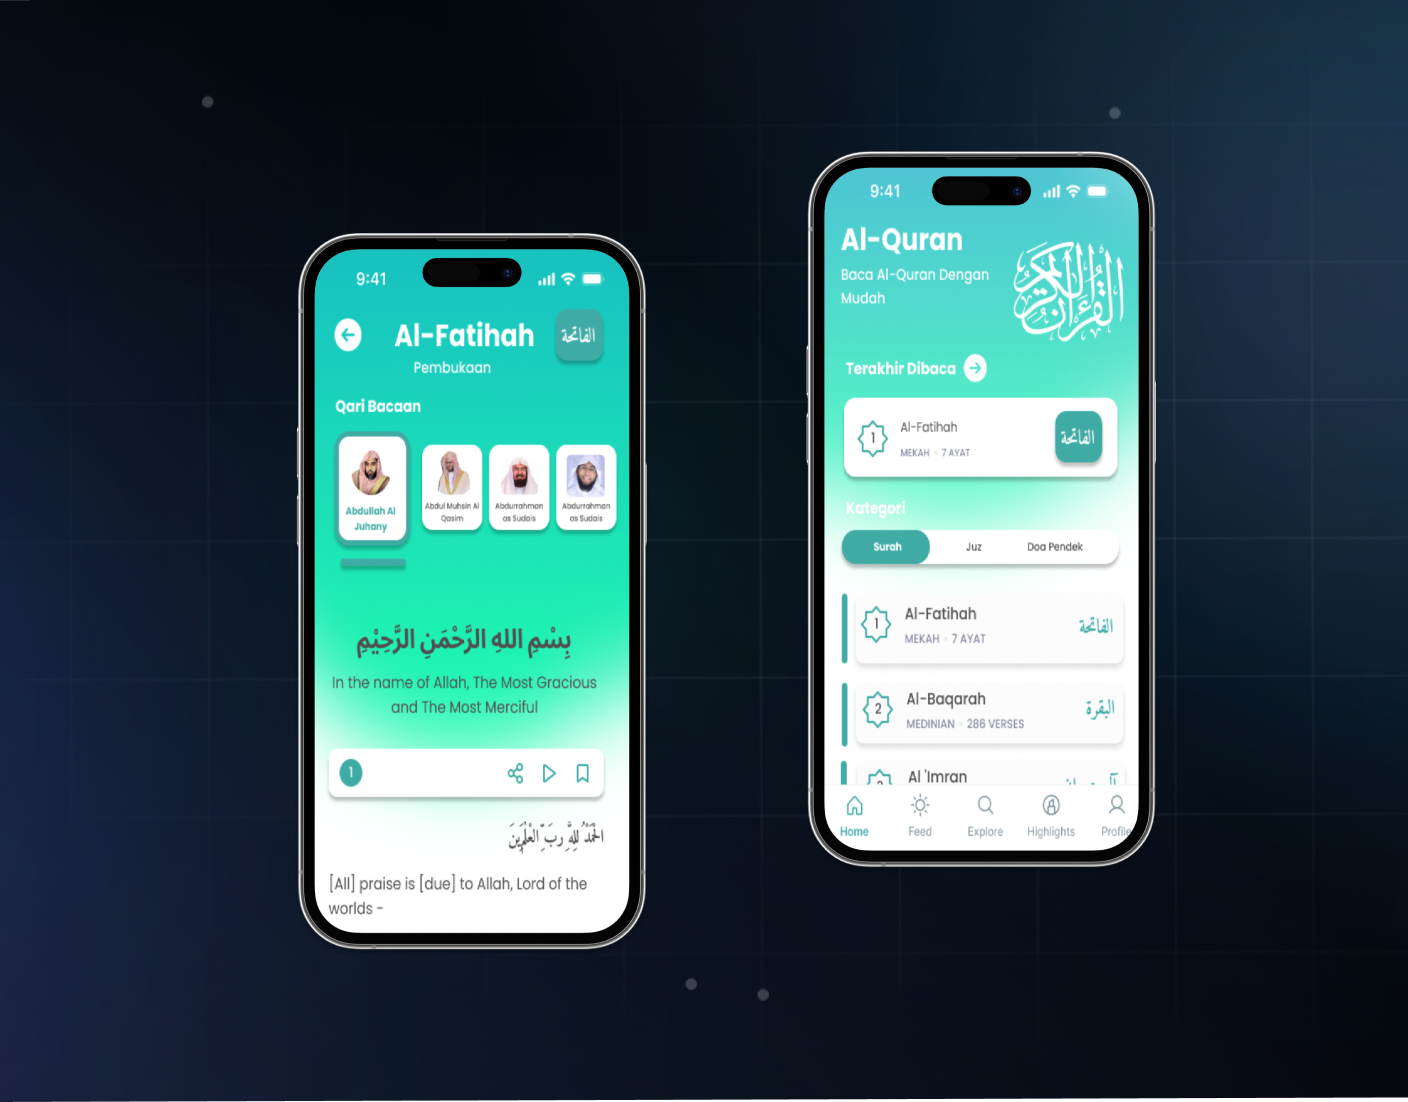 9:41
Al-Fatihah
الفاتحة
Pembukaan
Qari Bacaan
Abdullah Al
Juhany
Abdul Muhsin Al
Qasim
Abdurrahman
as Sudais
Abdurrahman
as Sudais
بِسْمِ اللهِ الرَّحْمَنِ الرَّحِيْمِ
In the name of Allah, The Most Gracious
and The Most Merciful
1
الْحَمْدُ لِلَّهِ رَبِّ الْعَلَمِينَ
[All] praise is [due] to Allah, Lord of the
worlds -
9:41
Al-Quran
Baca Al-Quran Dengan
Mudah
القرآن الكريم
Terakhir Dibaca
1
Al-Fatihah
MEKAH • 7 AYAT
الفاتحة
Kategori
Surah
Juz
Doa Pendek
1
Al-Fatihah
MEKAH • 7 AYAT
الفاتحة
2
Al-Baqarah
MEDINIAN • 286 VERSES
البقرة
Al 'Imran
Home
Feed
Explore
Highlights
Profile